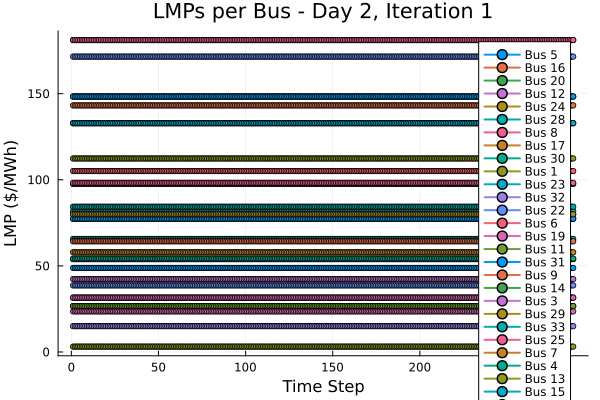 LMPs per Bus - Day 2, Iteration 1
LMP ($/MWh)
150
100
50
0
0
50
100
150
200
Time Step
Bus 5
Bus 16
Bus 20
Bus 12
Bus 24
Bus 28
Bus 8
Bus 17
Bus 30
Bus 1
Bus 23
Bus 32
Bus 22
Bus 6
Bus 19
Bus 11
Bus 31
Bus 9
Bus 14
Bus 3
Bus 29
Bus 33
Bus 25
Bus 7
Bus 4
Bus 13
Bus 15